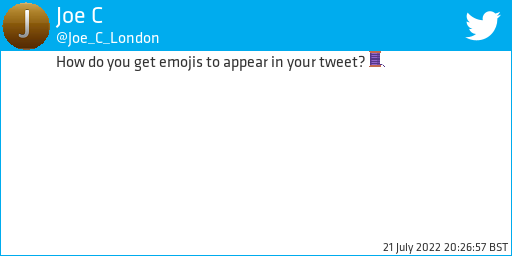 J
Joe C
@Joe_C_London
How do you get emojis to appear in your tweet? 🧵
21 July 2022 20:26:57 BST